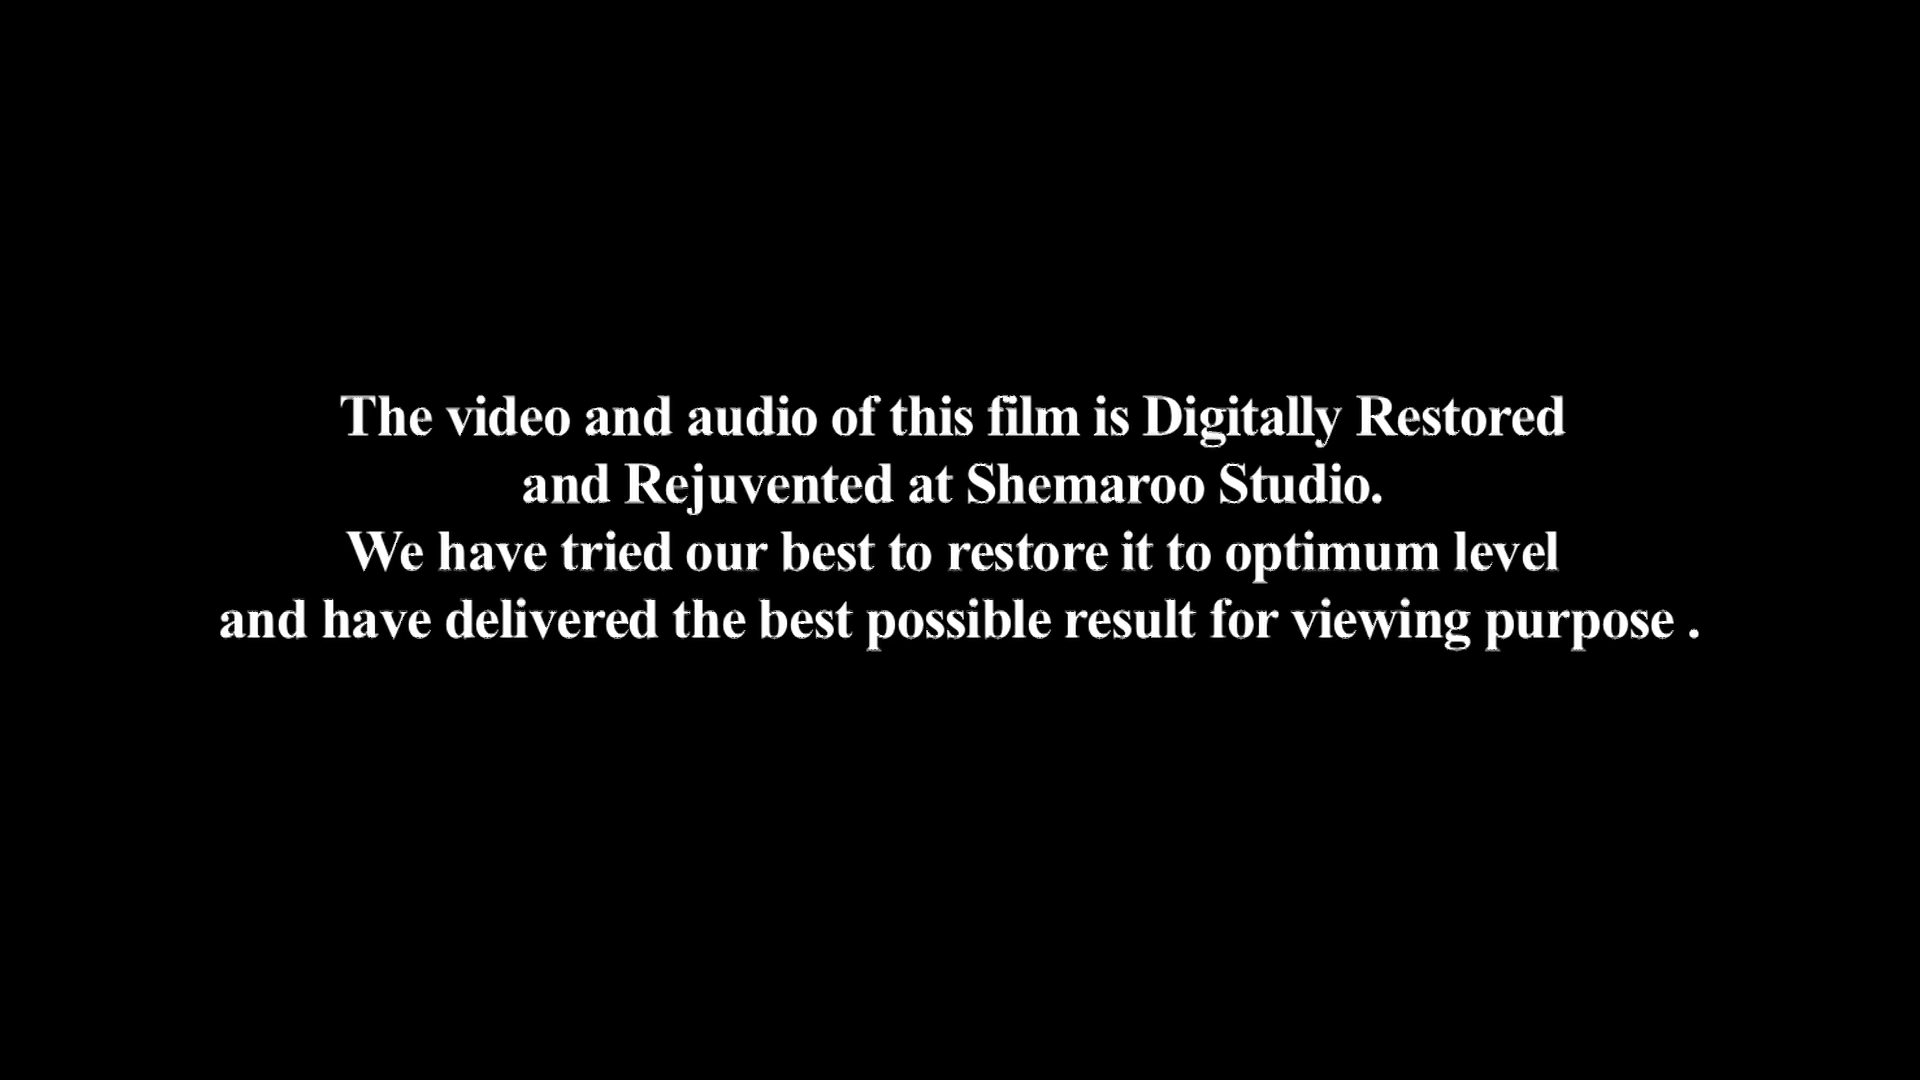 The video and audio of this film is Digitally Restored
and Rejuvented at Shemaroo Studio.
We have tried our best to restore it to optimum level
and have delivered the best possible result for viewing purpose .